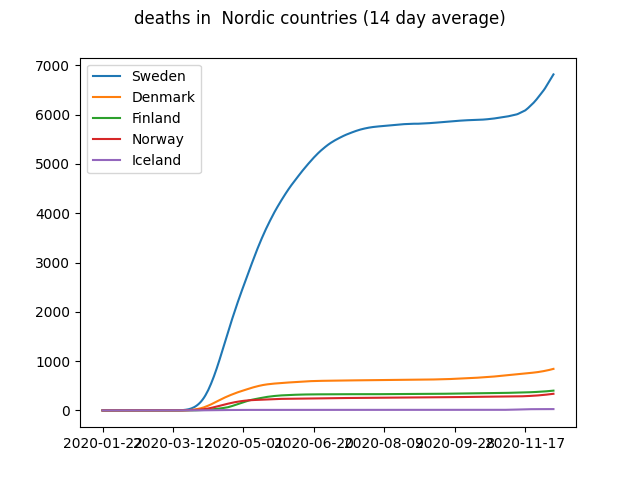 deaths in  Nordic countries (14 day average)
7000
6000
5000
4000
3000
2000
1000
0
Sweden
Denmark
Finland
Norway
Iceland
2020-01-22 2020-03-12 2020-05-01 2020-06-20 2020-08-09 2020-09-28 2020-11-17